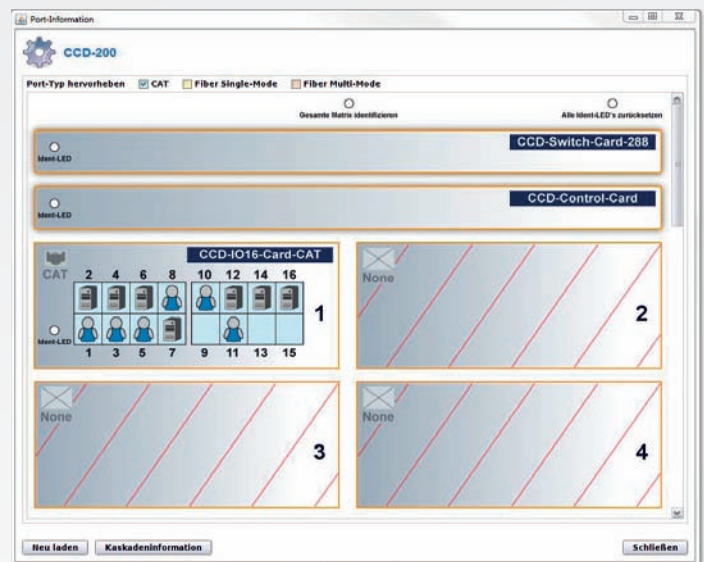 Port-Information
CCD-200
Port-Typ hervorheben CAT Fiber Single-Mode Fiber Multi-Mode
Gesamte Matrix identifizieren Alle Ident-LED's zurücksetzen
CCD-Switch-Card-288
Ident-LED
CCD-Control-Card
Ident-LED
CCD-IO16-Card-CAT
CAT 2 4 6 8 10 12 14 16
1
Ident-LED
1 3 5 7 9 11 13 15
None
2
None
3
None
4
Neu laden Kaskadeninformation Schließen